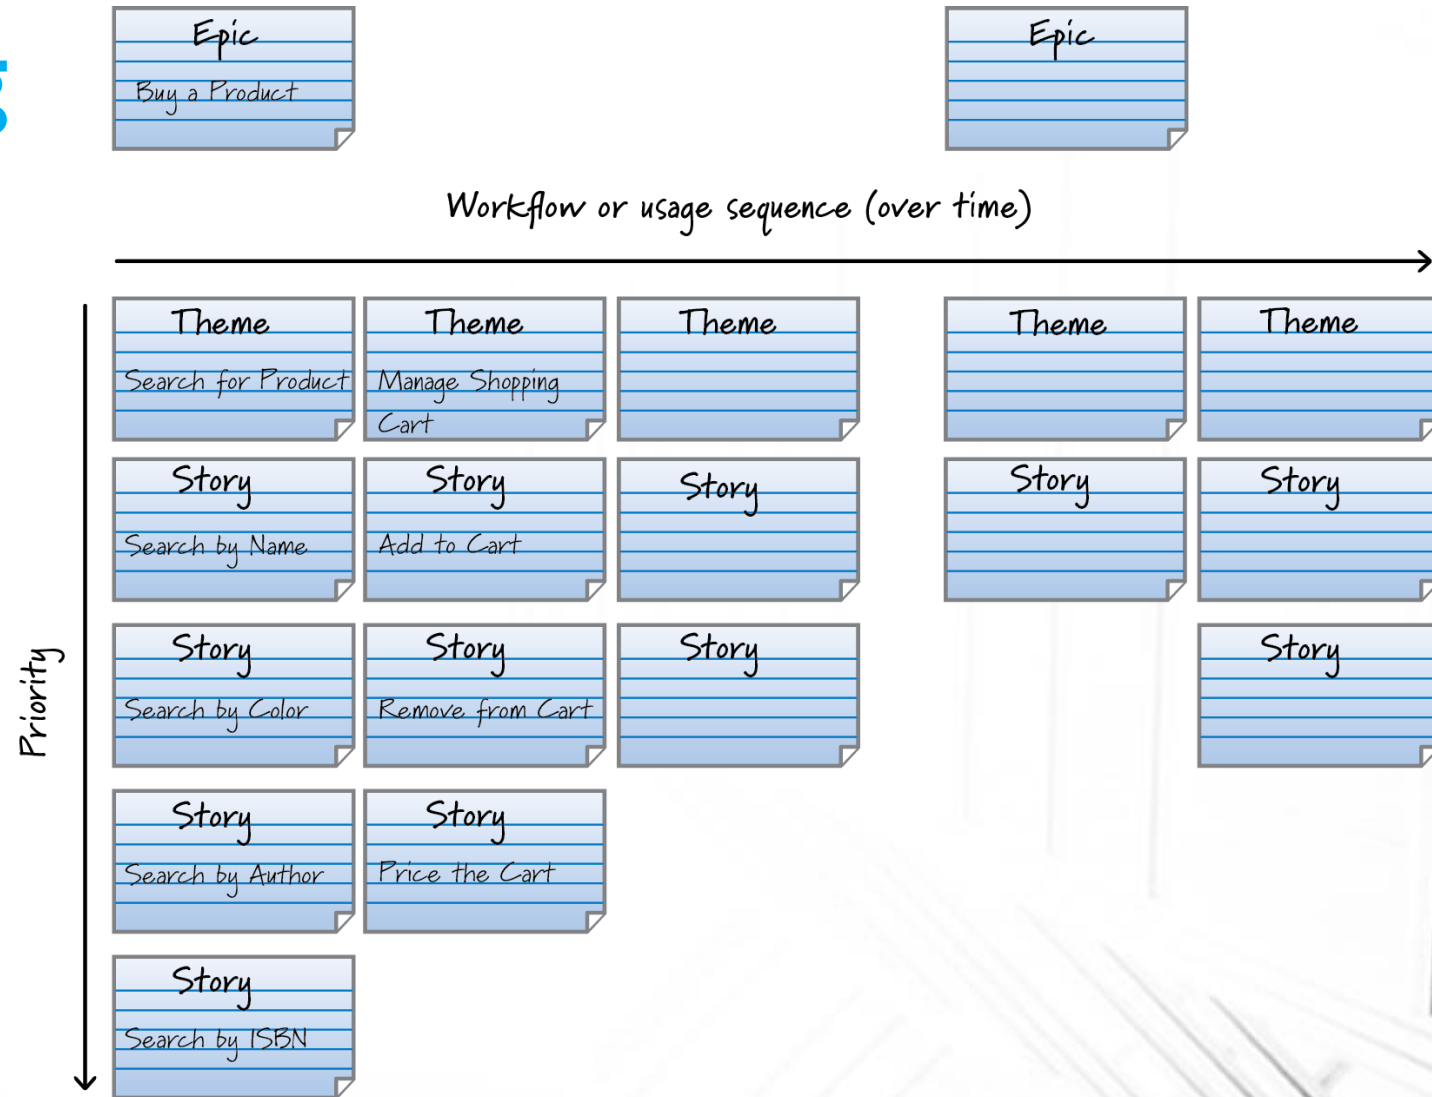 g
Epic
Buy a Product
Epic
Workflow or usage sequence (over time)
Priority
Theme
Search for Product
Theme
Manage Shopping
Cart
Theme
Theme
Theme
Story
Search by Name
Story
Add to Cart
Story
Story
Story
Story
Search by Color
Story
Remove from Cart
Story
Story
Story
Search by Author
Story
Price the Cart
Story
Search by ISBN